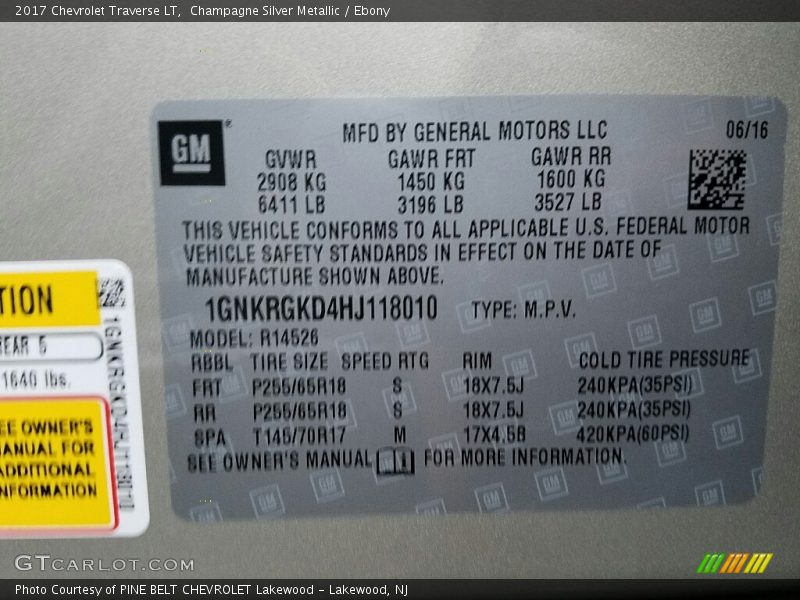 2017 Chevrolet Traverse LT,  Champagne Silver Metallic / Ebony
GM
MFD BY GENERAL MOTORS LLC
06/16
GVWR GAWR FRT GAWR RR
2908 KG 1450 KG 1600 KG
6411 LB 3196 LB 3527 LB
THIS VEHICLE CONFORMS TO ALL APPLICABLE U.S. FEDERAL MOTOR
VEHICLE SAFETY STANDARDS IN EFFECT ON THE DATE OF
MANUFACTURE SHOWN ABOVE.
1GNKRGKD4HJ118010 TYPE: M.P.V.
MODEL: R14526
RBBL TIRE SIZE SPEED RTG RIM COLD TIRE PRESSURE
FRT P255/65R18 S 18X7.5J 240KPA(35PSI)
RR P255/65R18 S 18X7.5J 240KPA(35PSI)
SPA T145/70R17 M 17X4.5B 420KPA(60PSI)
SEE OWNER'S MANUAL FOR MORE INFORMATION.
TION
REAR 5
1640 lbs.
SEE OWNER'S
MANUAL FOR
ADDITIONAL
INFORMATION
1GNKRGKD4HJ118010
GTCARLOT.COM
Photo Courtesy of PINE BELT CHEVROLET Lakewood - Lakewood, NJ